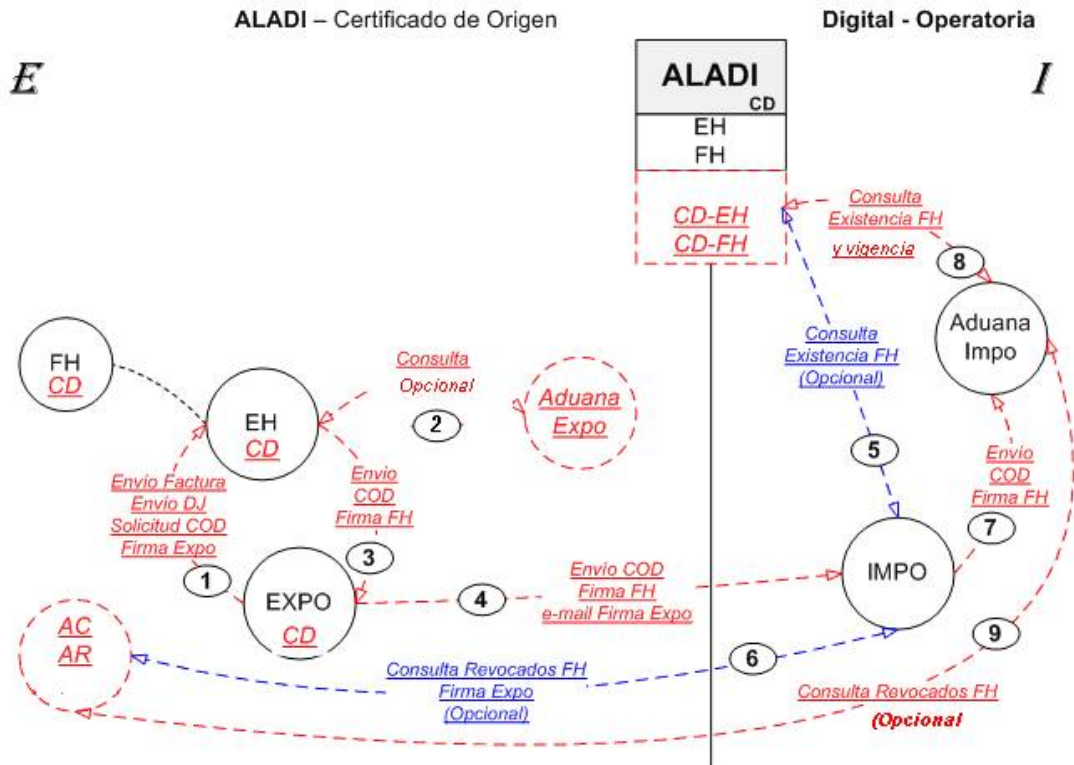 ALADI – Certificado de Origen
Digital - Operatoria
E
I
ALADI
CD
EH
FH
CD-EH
CD-FH
Consulta
Existencia FH
y vigencia
8
Aduana
Impo
FH
CD
EH
CD
Consulta
Opcional
2
Aduana
Expo
Consulta
Existencia FH
(Opcional)
5
Envio Factura
Envio DJ
Solicitud COD
Firma Expo
1
Envio
COD
Firma FH
3
Envio
COD
Firma FH
7
EXPO
CD
4
Envio COD
Firma FH
e-mail Firma Expo
IMPO
AC
AR
6
9
Consulta Revocados FH
Firma Expo
(Opcional)
Consulta Revocados FH
(Opcional